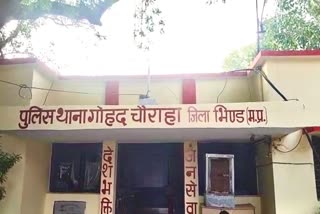 पुलिस थाना गोहद चौराहा जिला भिण्ड (म.प्र.)
देशभक्ति
जनसेवा